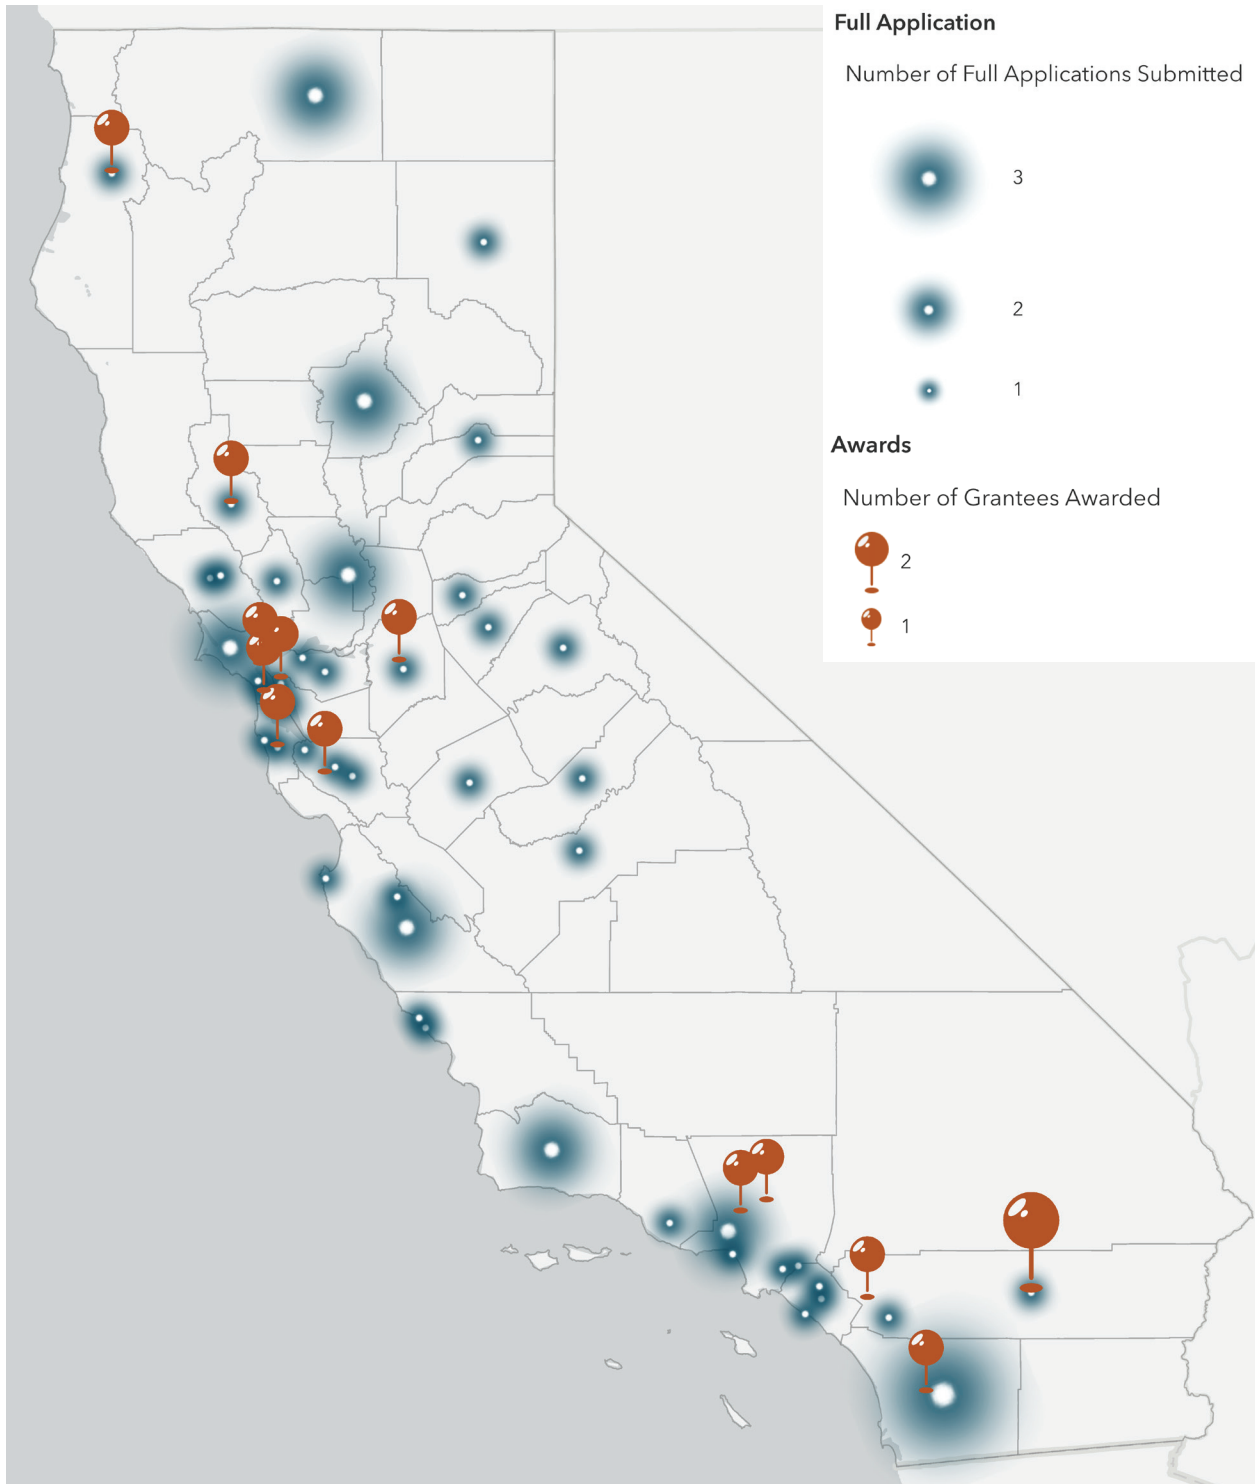 Full Application
Number of Full Applications Submitted
3
2
1
Awards
Number of Grantees Awarded
2
1